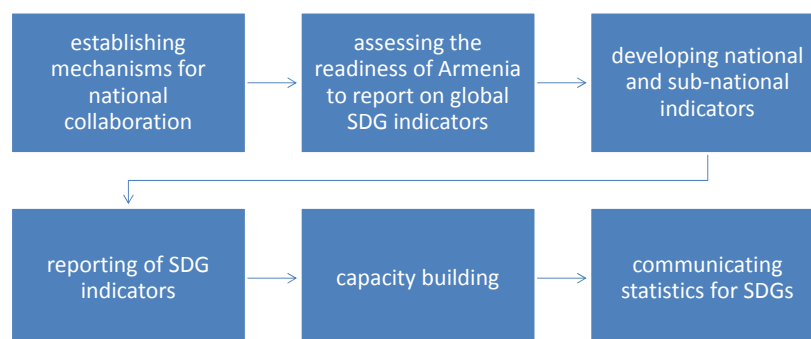 establishing
mechanisms for
national
collaboration
assessing the
readiness of Armenia
to report on global
SDG indicators
developing national
and sub-national
indicators
reporting of SDG
indicators
capacity building
communicating
statistics for SDGs